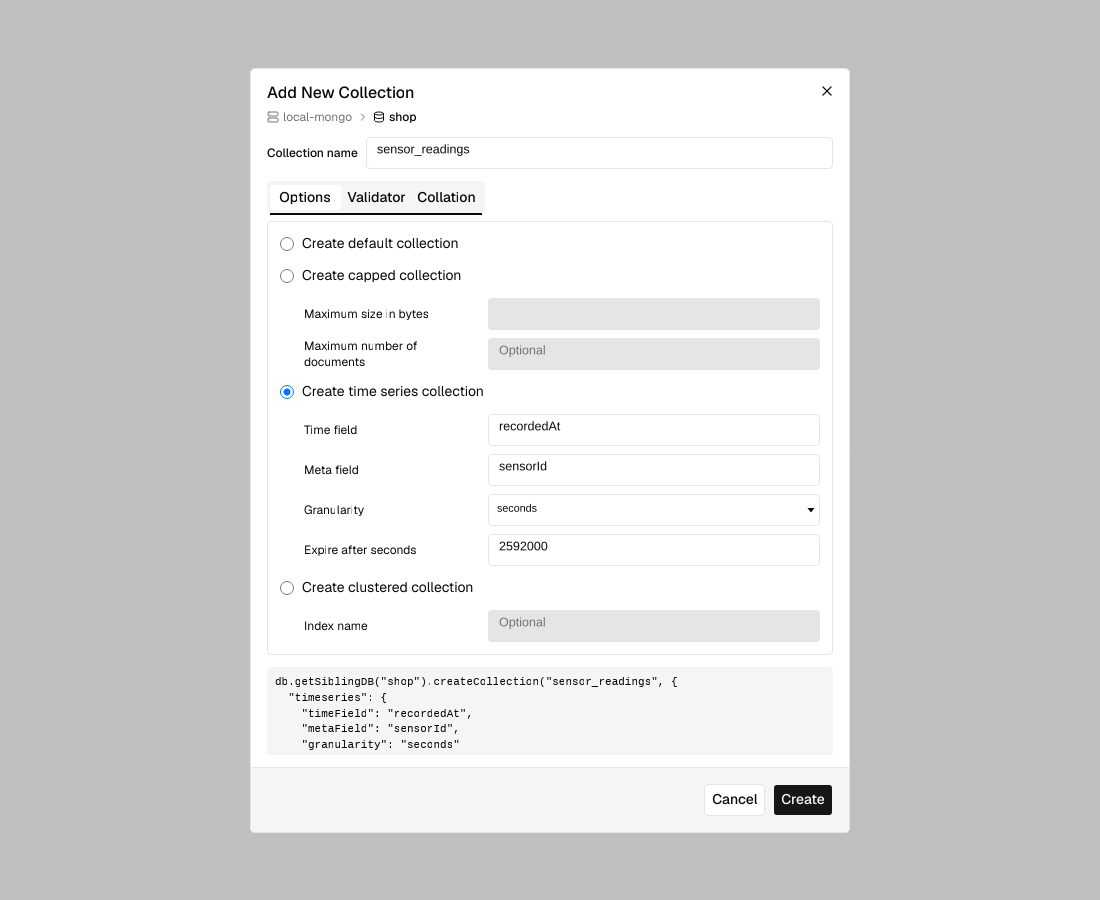 Add New Collection
local-mongo > shop
Collection name sensor_readings
Options Validator Collation
Create default collection
Create capped collection
Maximum size in bytes
Maximum number of
documents
Optional
Create time series collection
Time field recordedAt
Meta field sensorId
Granularity seconds
Expire after seconds 2592000
Create clustered collection
Index name Optional
db.getSiblingDB("shop").createCollection("sensor_readings", {
  "timeseries": {
    "timeField": "recordedAt",
    "metaField": "sensorId",
    "granularity": "seconds"
Cancel Create